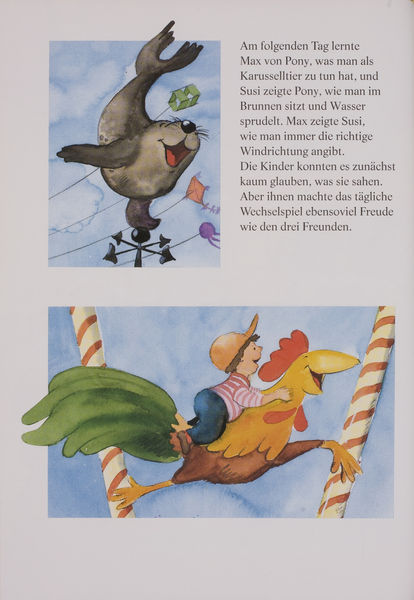 Am folgenden Tag lernte
Max von Pony, was man als
Karusselltier zu tun hat, und
Susi zeigte Pony, wie man im
Brunnen sitzt und Wasser
sprudelt. Max zeigte Susi,
wie man immer die richtige
Windrichtung angibt.
Die Kinder konnten es zunächst
kaum glauben, was sie sahen.
Aber ihnen machte das tägliche
Wechselspiel ebensoviel Freude
wie den drei Freunden.